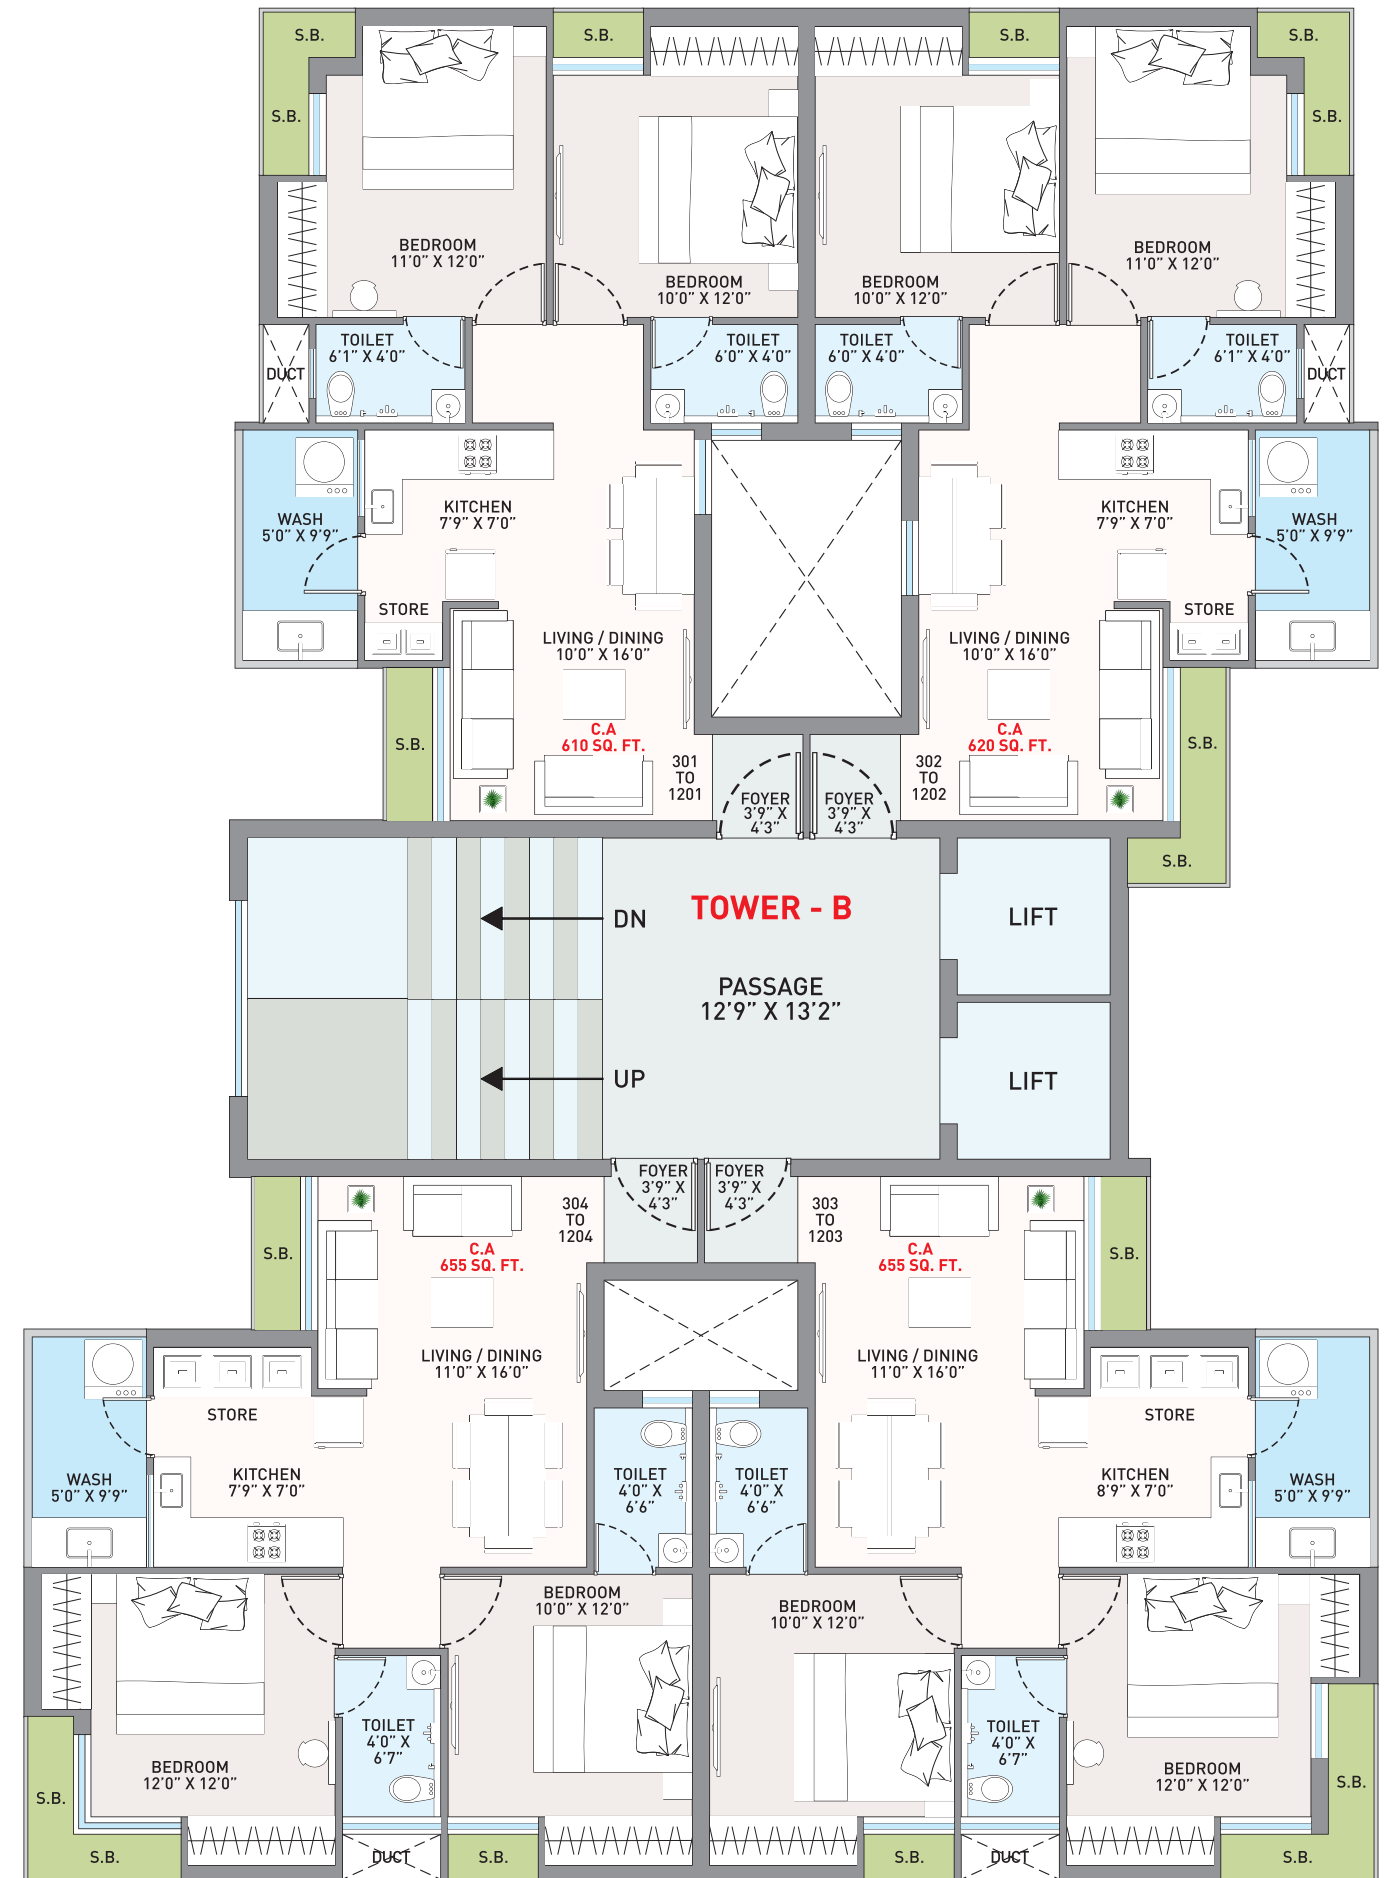 S.B.
S.B.
S.B.
S.B.
S.B.
S.B.
BEDROOM
11'0" X 12'0"
BEDROOM
10'0" X 12'0"
BEDROOM
10'0" X 12'0"
BEDROOM
11'0" X 12'0"
DUCT
TOILET
6'1" X 4'0"
TOILET
6'0" X 4'0"
TOILET
6'0" X 4'0"
TOILET
6'1" X 4'0"
DUCT
WASH
5'0" X 9'9"
KITCHEN
7'9" X 7'0"
KITCHEN
7'9" X 7'0"
WASH
5'0" X 9'9"
STORE
STORE
LIVING / DINING
10'0" X 16'0"
LIVING / DINING
10'0" X 16'0"
S.B.
C.A
610 SQ. FT.
C.A
620 SQ. FT.
S.B.
301
TO
1201
FOYER
3'9" X
4'3"
FOYER
3'9" X
4'3"
302
TO
1202
S.B.
DN
TOWER - B
LIFT
PASSAGE
12'9" X 13'2"
UP
LIFT
304
TO
1204
FOYER
3'9" X
4'3"
FOYER
3'9" X
4'3"
303
TO
1203
S.B.
C.A
655 SQ. FT.
C.A
655 SQ. FT.
S.B.
LIVING / DINING
11'0" X 16'0"
LIVING / DINING
11'0" X 16'0"
STORE
STORE
WASH
5'0" X 9'9"
KITCHEN
7'9" X 7'0"
TOILET
4'0" X
6'6"
TOILET
4'0" X
6'6"
KITCHEN
8'9" X 7'0"
WASH
5'0" X 9'9"
BEDROOM
10'0" X 12'0"
BEDROOM
10'0" X 12'0
BEDROOM
12'0" X 12'0"
TOILET
4'0" X
6'7"
TOILET
4'0" X
6'7"
BEDROOM
12'0" X 12'0"
S.B.
S.B.
S.B.
DUCT
S.B.
S.B.
DUCT
S.B.